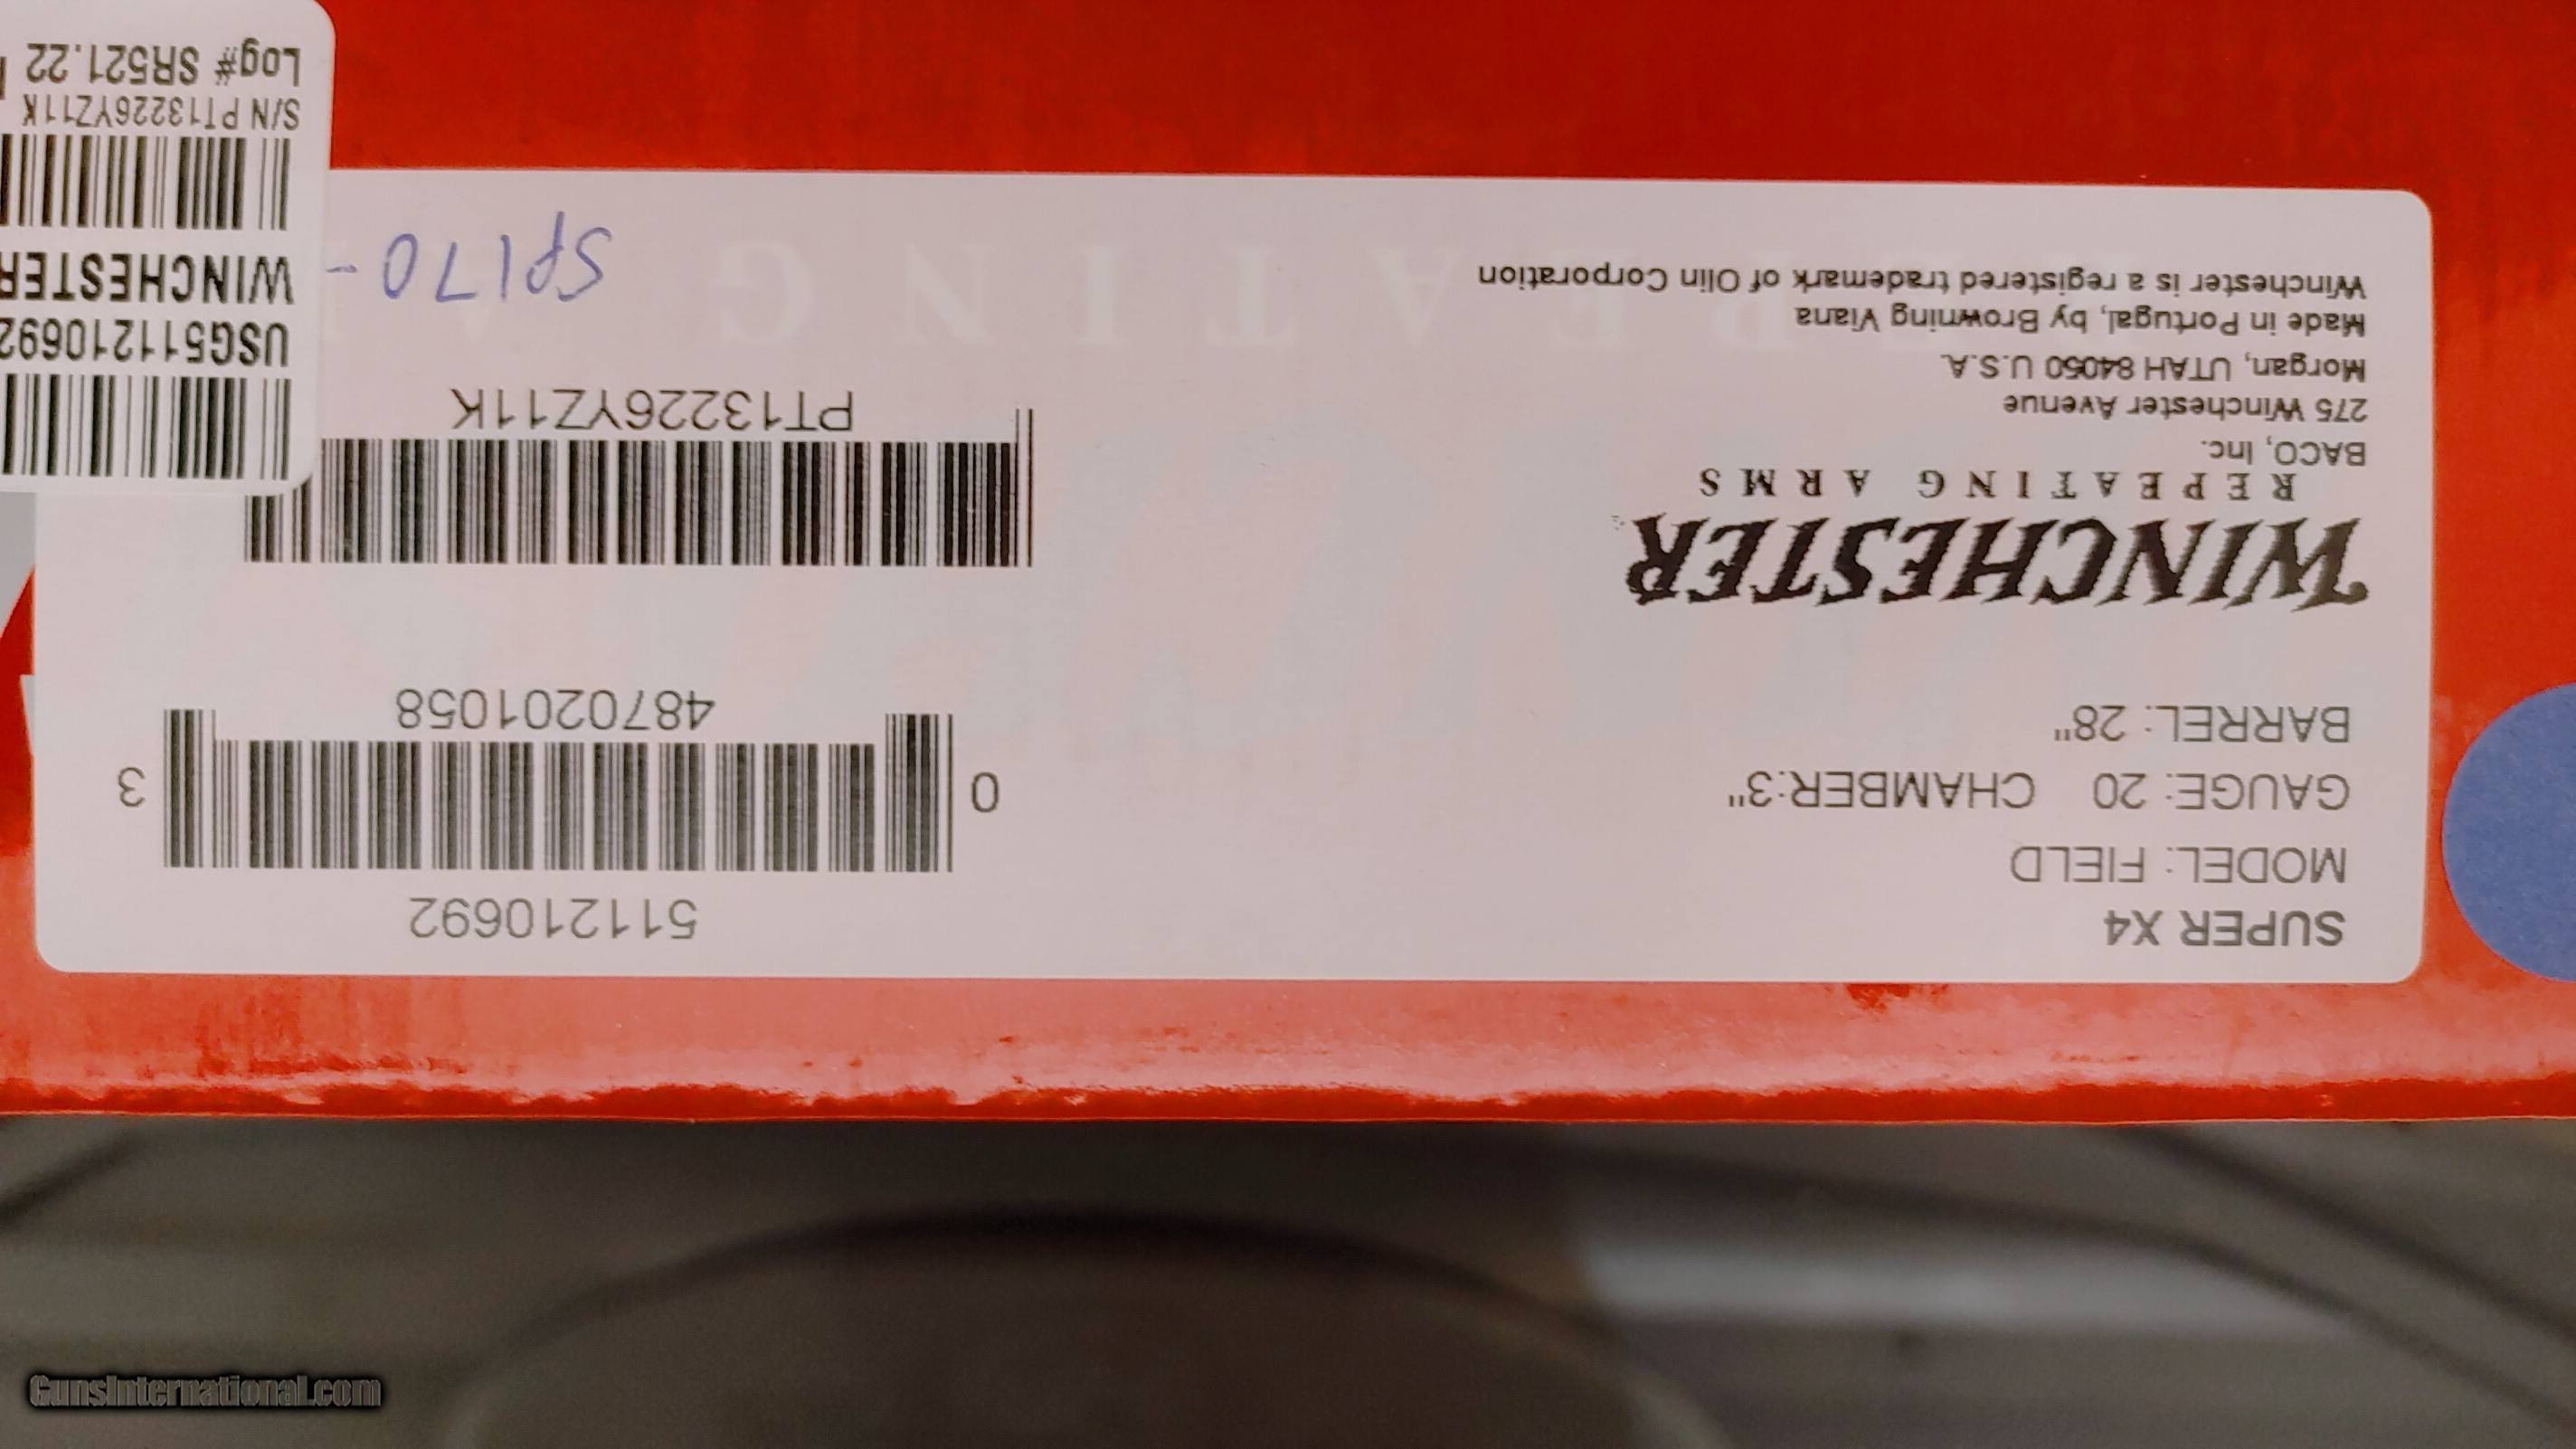 SUPER X4
MODEL: FIELD
GAUGE: 20 CHAMBER:3"
BARREL: 28"
WINCHESTER
REPEATING ARMS
BACO, Inc.
275 Winchester Avenue
Morgan, UTAH 84050 U.S.A.
Made in Portugal, by Browning Viana
Winchester is a registered trademark of Olin Corporation
511210692
0 4870201058 3
PT13226YZ11K
SP170-
REPEATING A
USG511210692
WINCHESTER
S/N PT13226YZ11K
Log# SR521.22
GunsInternational.com